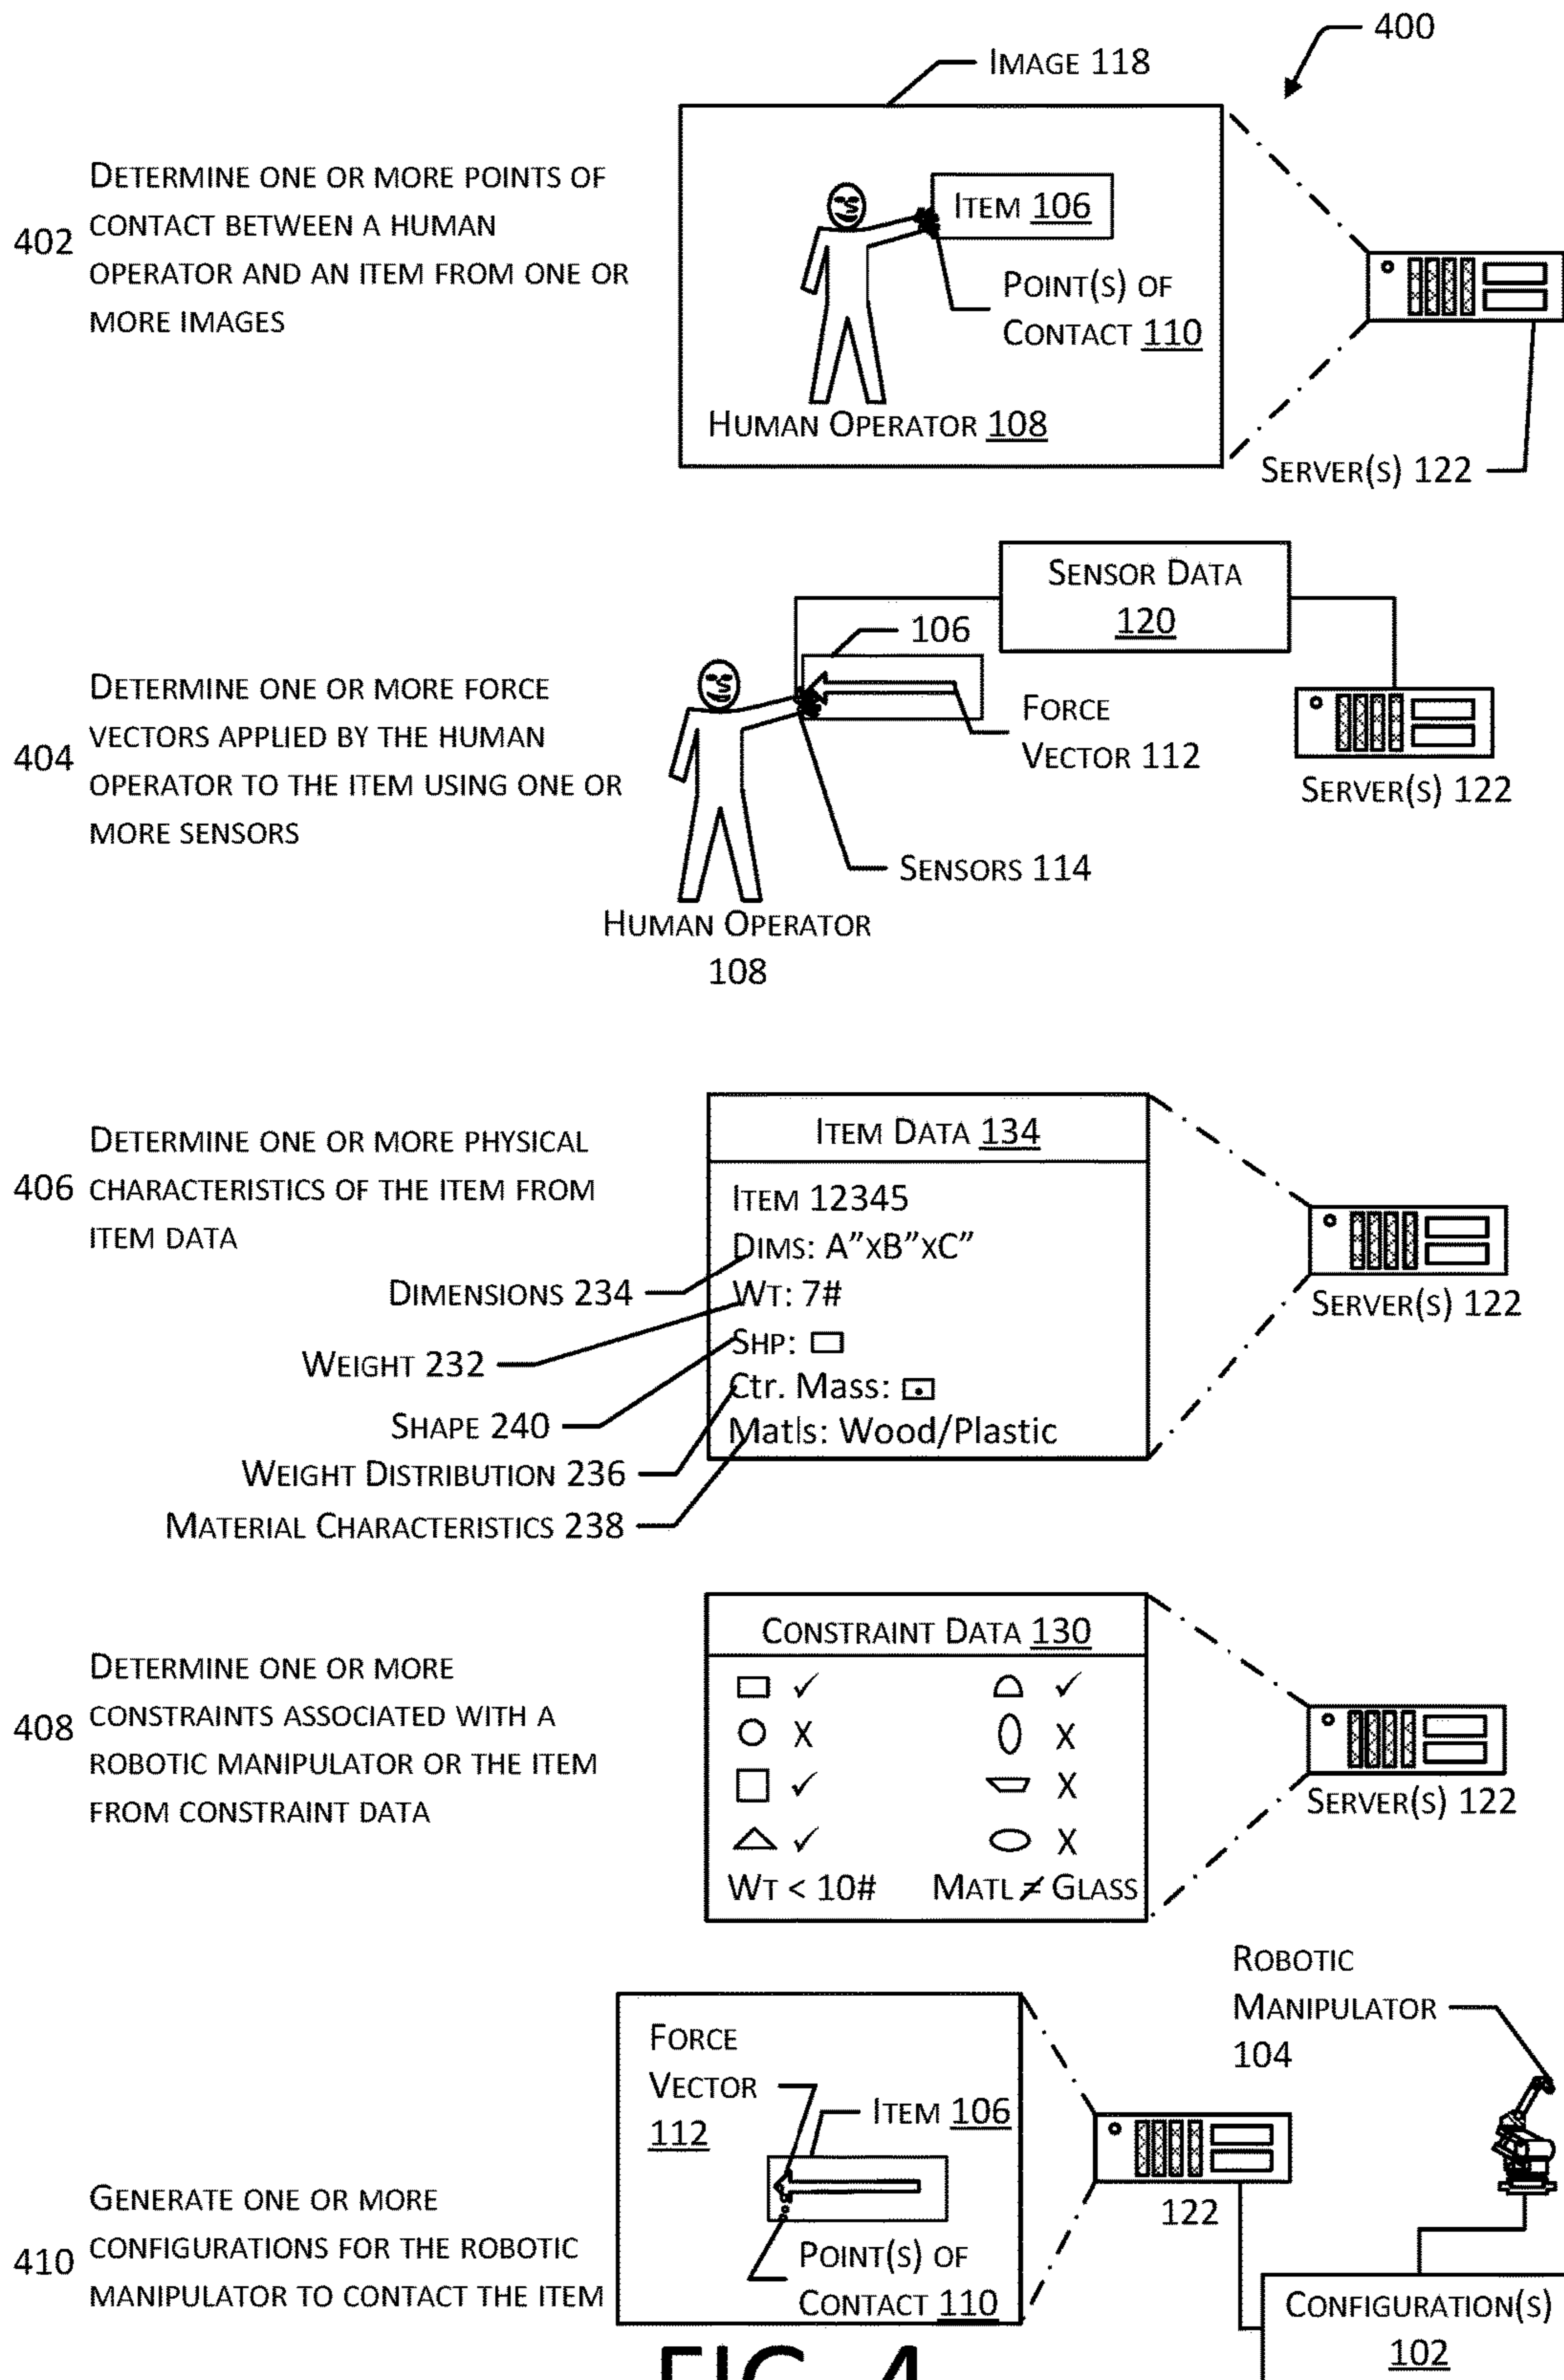 400
IMAGE 118
402
DETERMINE ONE OR MORE POINTS OF
CONTACT BETWEEN A HUMAN
OPERATOR AND AN ITEM FROM ONE OR
MORE IMAGES
ITEM 106
POINT(S) OF
CONTACT 110
HUMAN OPERATOR 108
SERVER(S) 122
404
DETERMINE ONE OR MORE FORCE
VECTORS APPLIED BY THE HUMAN
OPERATOR TO THE ITEM USING ONE OR
MORE SENSORS
SENSOR DATA
120
106
FORCE
VECTOR 112
SERVER(S) 122
SENSORS 114
HUMAN OPERATOR
108
406
DETERMINE ONE OR MORE PHYSICAL
CHARACTERISTICS OF THE ITEM FROM
ITEM DATA
ITEM DATA 134
ITEM 12345
DIMS: A”XB”XC”
WT: 7#
SHP:
Ctr. Mass:
Matls: Wood/Plastic
DIMENSIONS 234
WEIGHT 232
SHAPE 240
WEIGHT DISTRIBUTION 236
MATERIAL CHARACTERISTICS 238
SERVER(S) 122
408
DETERMINE ONE OR MORE
CONSTRAINTS ASSOCIATED WITH A
ROBOTIC MANIPULATOR OR THE ITEM
FROM CONSTRAINT DATA
CONSTRAINT DATA 130
✓ ✓
X X
✓ X
✓ X
WT < 10# MATL ≠ GLASS
SERVER(S) 122
410
GENERATE ONE OR MORE
CONFIGURATIONS FOR THE ROBOTIC
MANIPULATOR TO CONTACT THE ITEM
FORCE
VECTOR
112
ITEM 106
POINT(S) OF
CONTACT 110
122
ROBOTIC
MANIPULATOR
104
CONFIGURATION(S)
102
FIG. 4